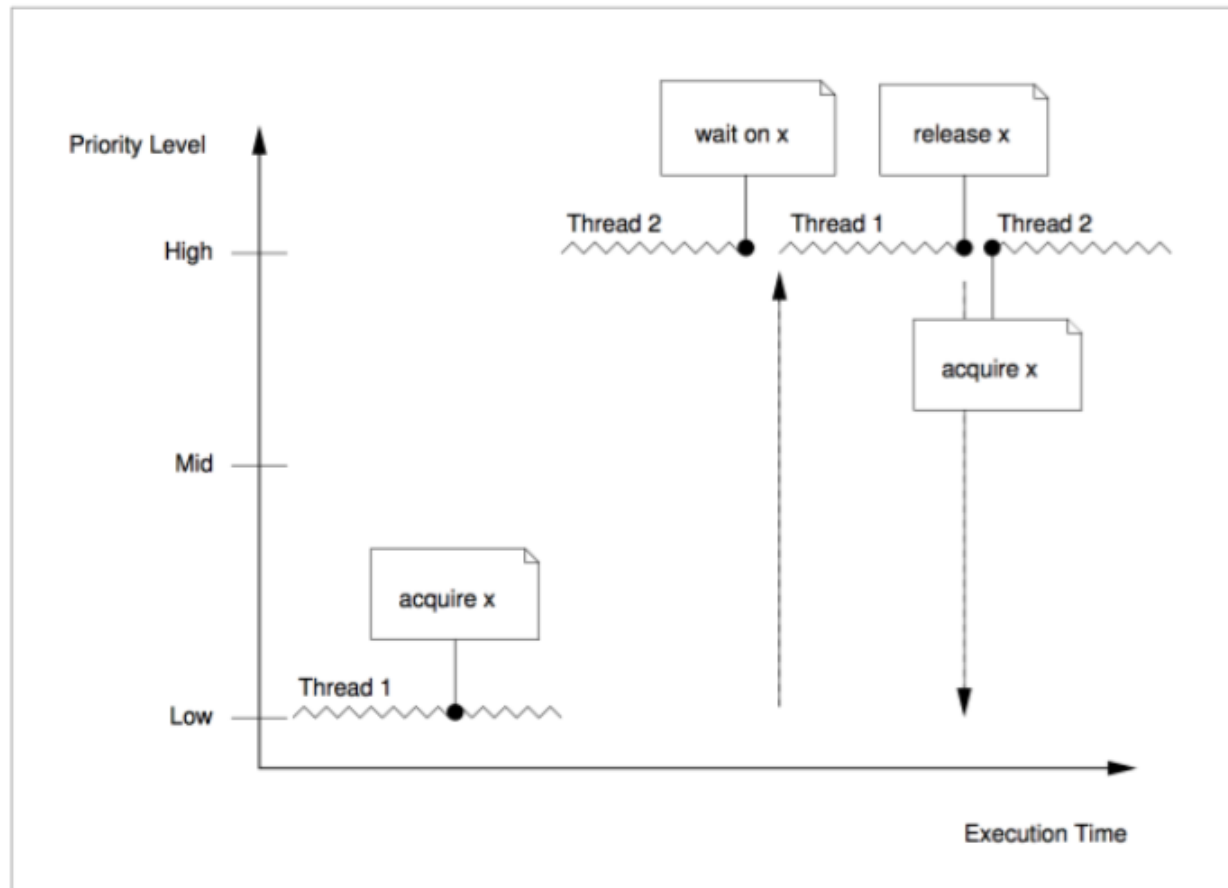 wait on x
release x
Priority Level
Thread 2
Thread 1
Thread 2
High
acquire x
Mid
acquire x
Thread 1
Low
Execution Time